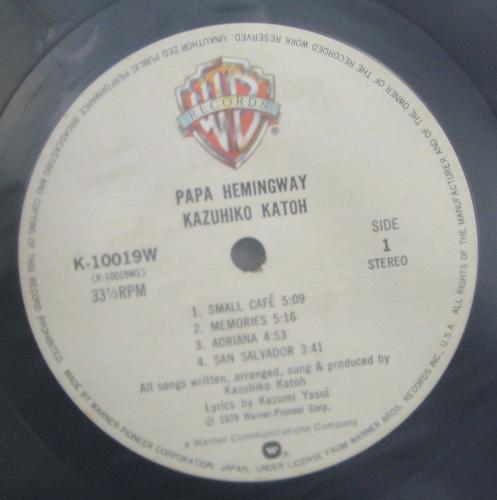 ALL RIGHTS OF THE MANUFACTURER AND OF THE OWNER OF THE RECORDED WORK RESERVED. UNAUTHORIZED PUBLIC PERFORMANCE BROADCASTING AND COPYING OF THIS RECORD PROHIBITED.
WB
RECORDS
PAPA HEMINGWAY
KAZUHIKO KATOH
K-10019W
(K-10019W1)
33⅓RPM
SIDE
1
STEREO
1. SMALL CAFÉ 5:09
2. MEMORIES 5:16
3. ADRIANA 4:53
4. SAN SALVADOR 3:41
All songs written, arranged, sung & produced by
Kazuhiko Katoh
Lyrics by Kazumi Yasui
℗ 1979 Warner-Pioneer Corp.
a Warner Communications Company
MADE BY WARNER-PIONEER CORPORATION, JAPAN, UNDER LICENSE FROM WARNER BROS. RECORDS INC., U.S.A.